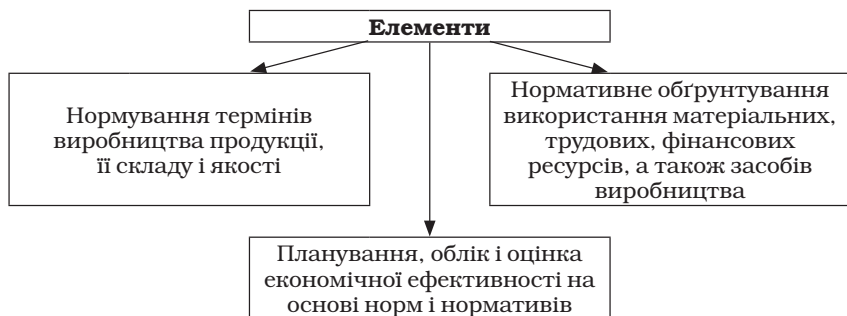 Елементи
Нормування термінів
виробництва продукції,
її складу і якості
Нормативне обґрунтування
використання матеріальних,
трудових, фінансових
ресурсів, а також засобів
виробництва
Планування, облік і оцінка
економічної ефективності на
основі норм і нормативів